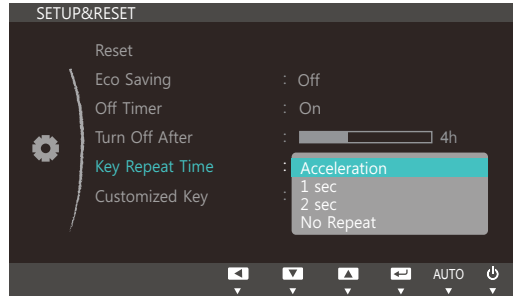 SETUP&RESET
Reset
Eco Saving : Off
Off Timer : On
Turn Off After : 4h
Key Repeat Time : Acceleration
1 sec
Customized Key : 2 sec
No Repeat
AUTO